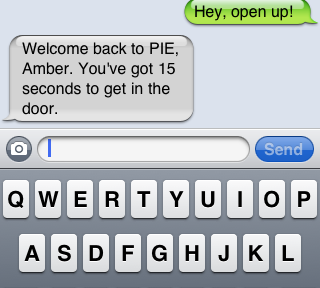 Hey, open up!
Welcome back to PIE,
Amber. You've got 15
seconds to get in the
door.
Send
Q W E R T Y U I O P
A S D F G H J K L